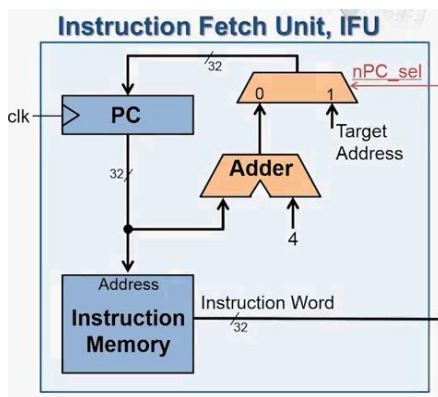 Instruction Fetch Unit, IFU
32
nPC_sel
0
1
clk
PC
Target
Address
Adder
32
4
Address
Instruction Word
Instruction
Memory
32